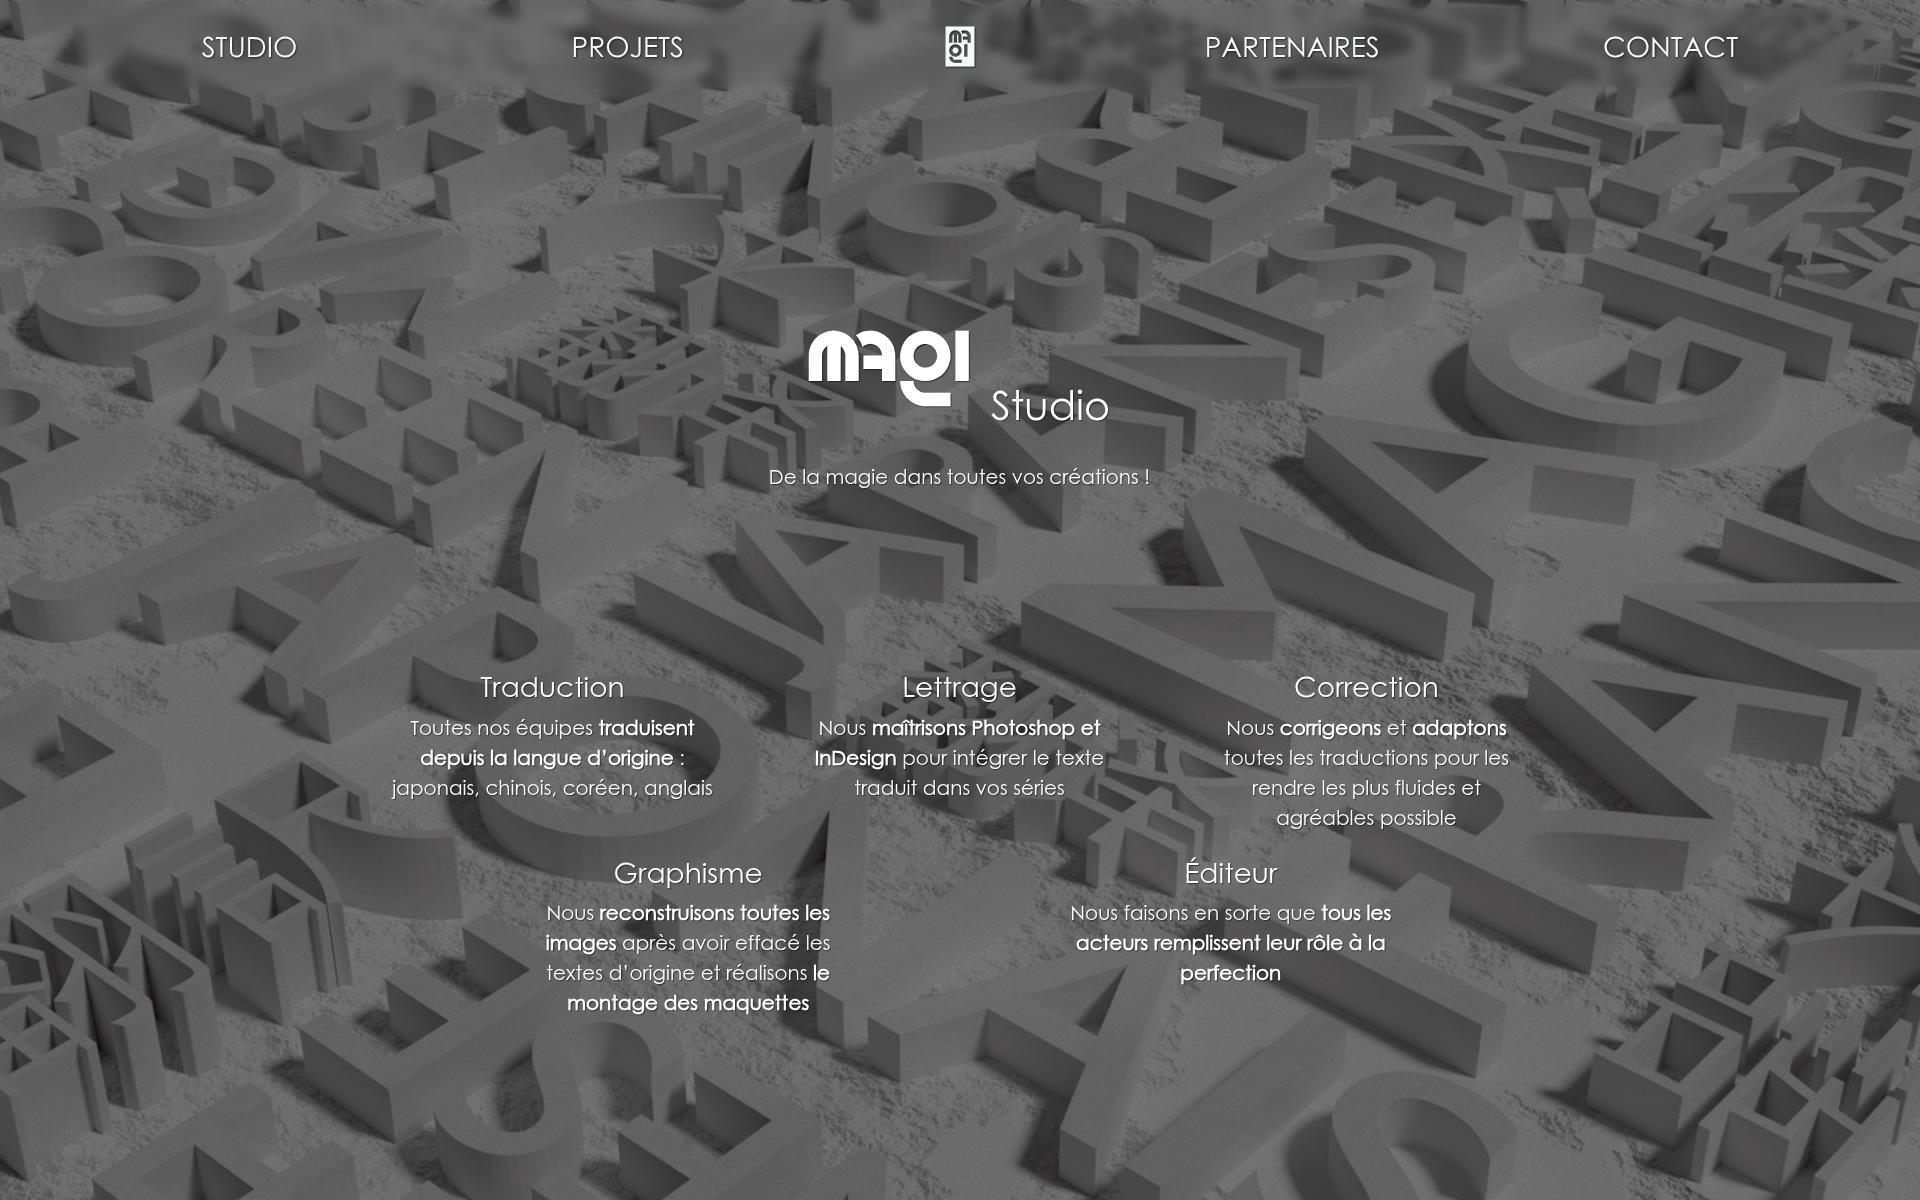 STUDIO
PROJETS
MAGI
PARTENAIRES
CONTACT
MAGI
Studio
De la magie dans toutes vos créations !
Traduction
Toutes nos équipes traduisent
depuis la langue d’origine :
japonais, chinois, coréen, anglais
Lettrage
Nous maîtrisons Photoshop et
InDesign pour intégrer le texte
traduit dans vos séries
Correction
Nous corrigeons et adaptons
toutes les traductions pour les
rendre les plus fluides et
agréables possible
Graphisme
Nous reconstruisons toutes les
images après avoir effacé les
textes d’origine et réalisons le
montage des maquettes
Éditeur
Nous faisons en sorte que tous les
acteurs remplissent leur rôle à la
perfection